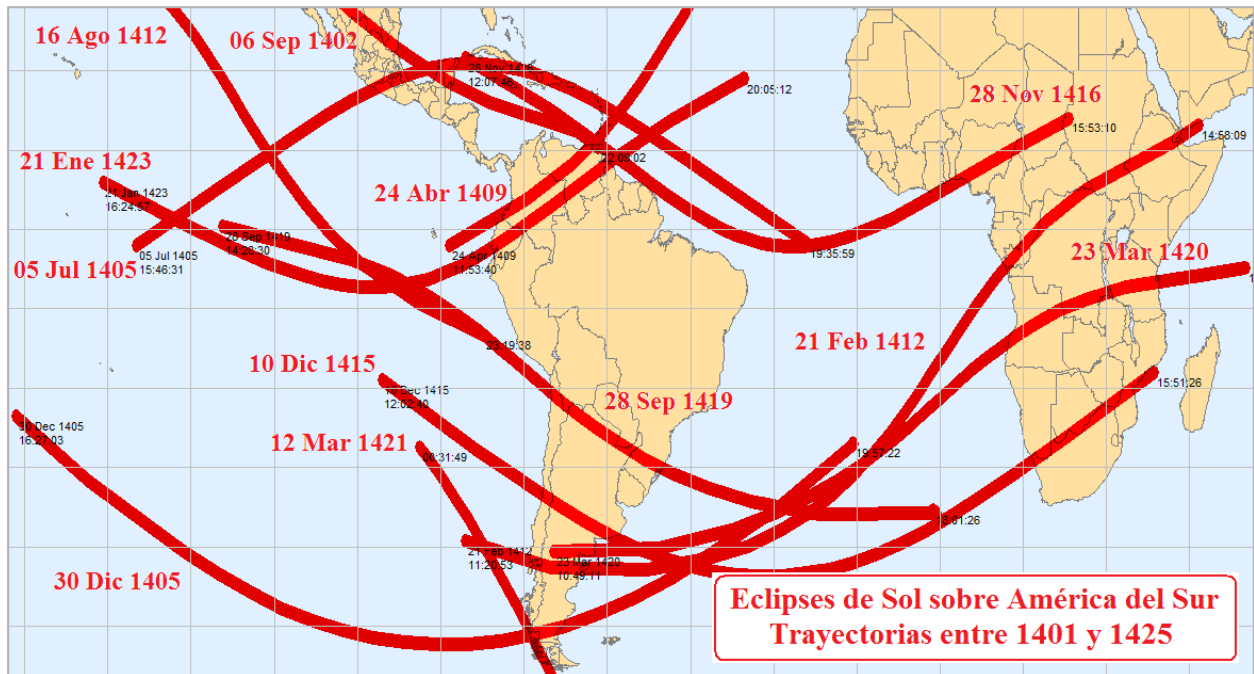 16 Ago 1412
06 Sep 1402
28 Nov 1416
12:07:48
20:05:12
28 Nov 1416
15:53:10
14:58:09
21 Ene 1423
22:08:02
24 Abr 1409
21 Jan 1423
16:24:57
28 Sep 1419
14:28:30
05 Jul 1405
05 Jul 1405
15:46:31
24 Apr 1409
11:53:40
19:35:59
23 Mar 1420
23:19:38
21 Feb 1412
10 Dic 1415
10 Dec 1415
12:02:40
28 Sep 1419
15:51:26
30 Dec 1405
16:27:03
12 Mar 1421
00:31:49
19:57:22
21 Feb 1412
11:20:53
23 Mar 1420
10:49:11
30 Dic 1405
Eclipses de Sol sobre América del Sur
Trayectorias entre 1401 y 1425